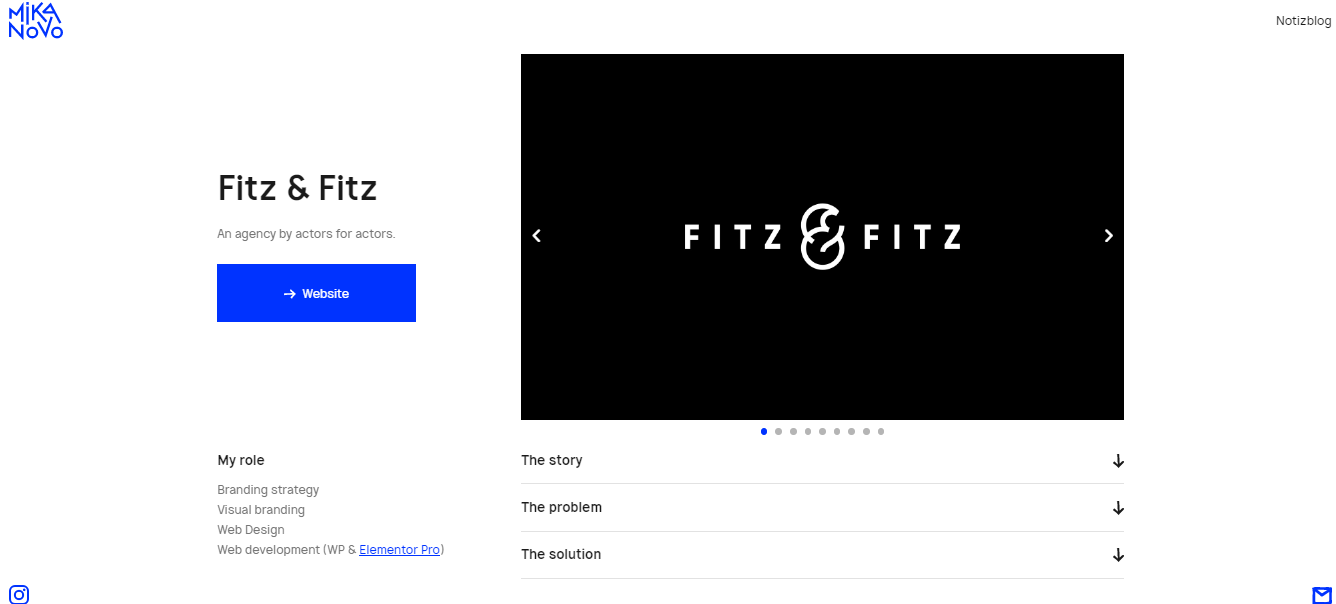 MiKA
NoVo
Notizblog
Fitz & Fitz
An agency by actors for actors.
Website
FITZ & FITZ
My role
Branding strategy
Visual branding
Web Design
Web development (WP & Elementor Pro)
The story
The problem
The solution